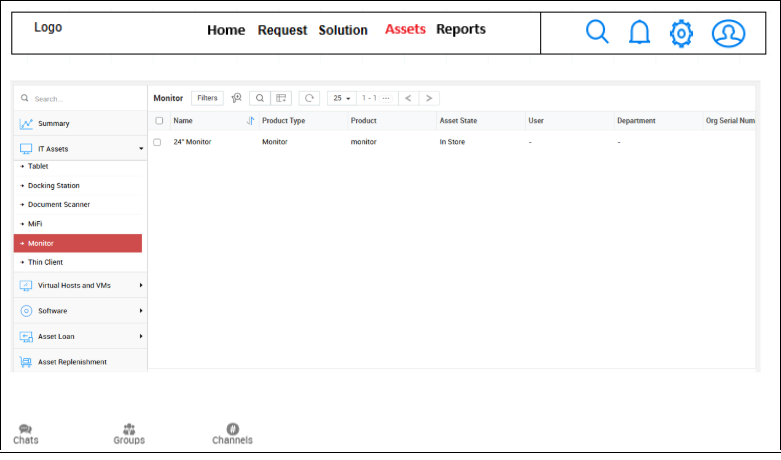 Logo
Home Request Solution Assets Reports
Search...
Monitor Filters 25 1 - 1 ···
Summary
Name Product Type Product Asset State User Department Org Serial Num
24" Monitor Monitor monitor In Store - -
IT Assets
Tablet
Docking Station
Document Scanner
MiFi
Monitor
Thin Client
Virtual Hosts and VMs
Software
Asset Loan
Asset Replenishment
Chats Groups Channels